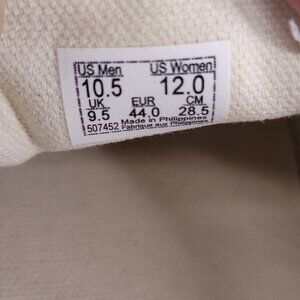 US Men US Women
10.5 12.0
UK EUR CM
9.5 44.0 28.5
Made in Philippines
507452 Fabrique aux Philippines